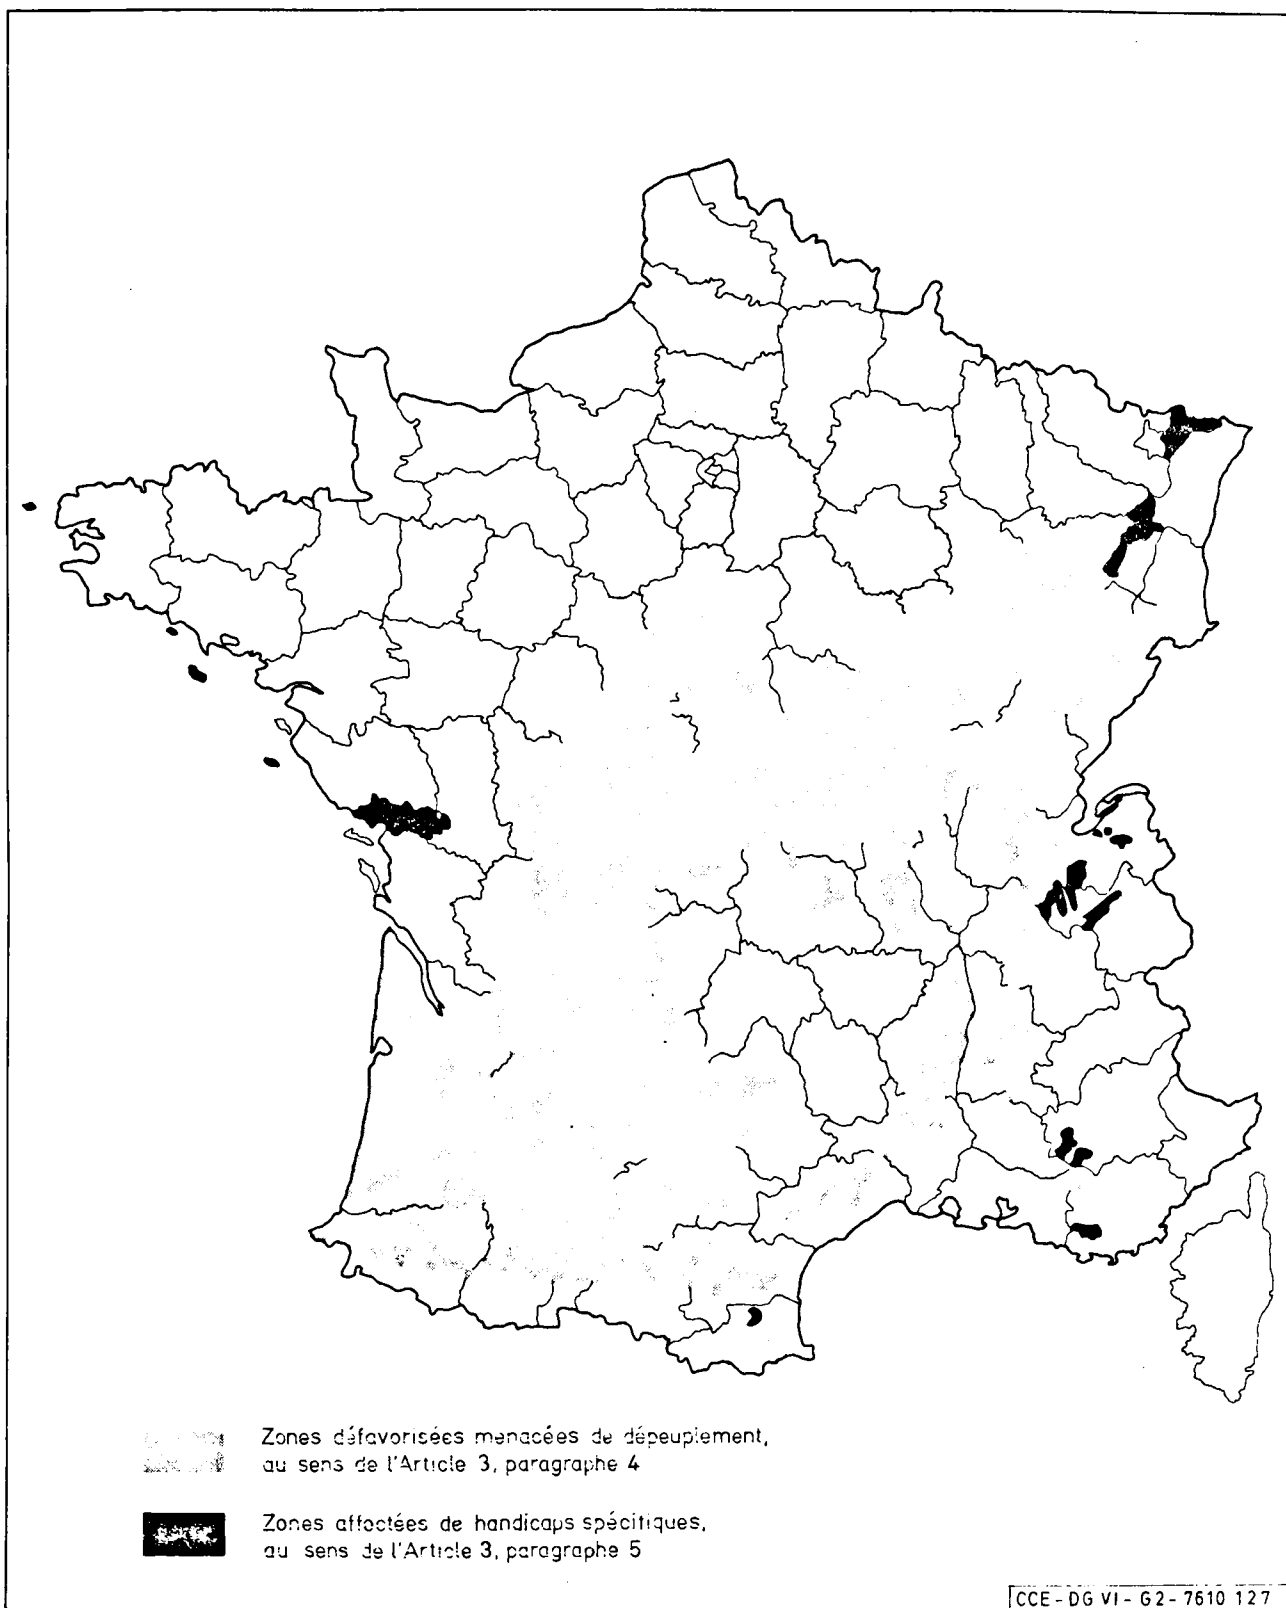 Zones défavorisées menacées de dépeuplement,
au sens de l'Article 3, paragraphe 4
Zones affectées de handicaps spécifiques,
au sens de l'Article 3, paragraphe 5
CCE-DG VI-G2-7610 127